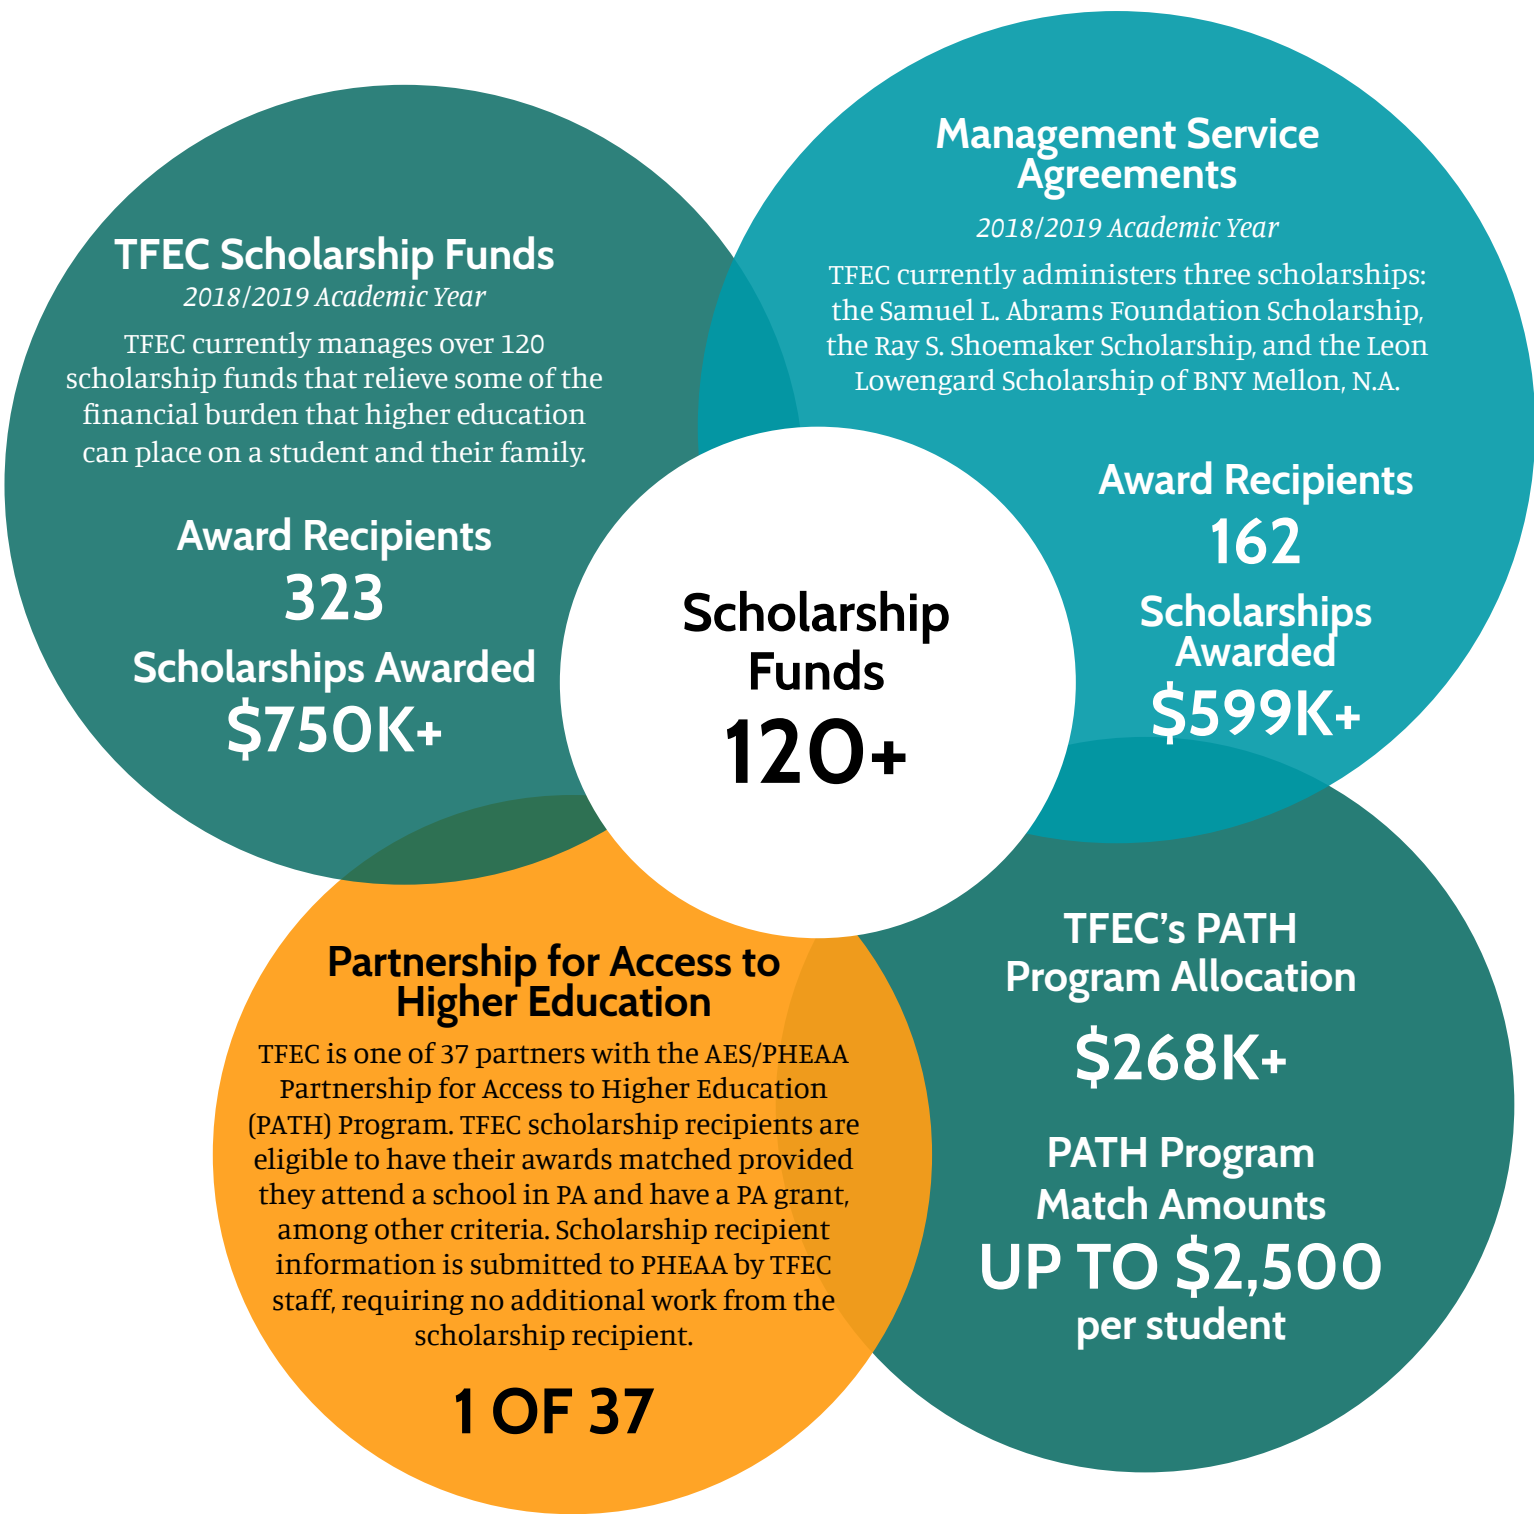 TFEC Scholarship Funds
2018/2019 Academic Year
TFEC currently manages over 120
scholarship funds that relieve some of the
financial burden that higher education
can place on a student and their family.
Award Recipients
323
Scholarships Awarded
$750K+
Management Service
Agreements
2018/2019 Academic Year
TFEC currently administers three scholarships:
the Samuel L. Abrams Foundation Scholarship,
the Ray S. Shoemaker Scholarship, and the Leon
Lowengard Scholarship of BNY Mellon, N.A.
Award Recipients
162
Scholarships
Awarded
$599K+
Scholarship
Funds
120+
Partnership for Access to
Higher Education
TFEC is one of 37 partners with the AES/PHEAA
Partnership for Access to Higher Education
(PATH) Program. TFEC scholarship recipients are
eligible to have their awards matched provided
they attend a school in PA and have a PA grant,
among other criteria. Scholarship recipient
information is submitted to PHEAA by TFEC
staff, requiring no additional work from the
scholarship recipient.
1 OF 37
TFEC's PATH
Program Allocation
$268K+
PATH Program
Match Amounts
UP TO $2,500
per student